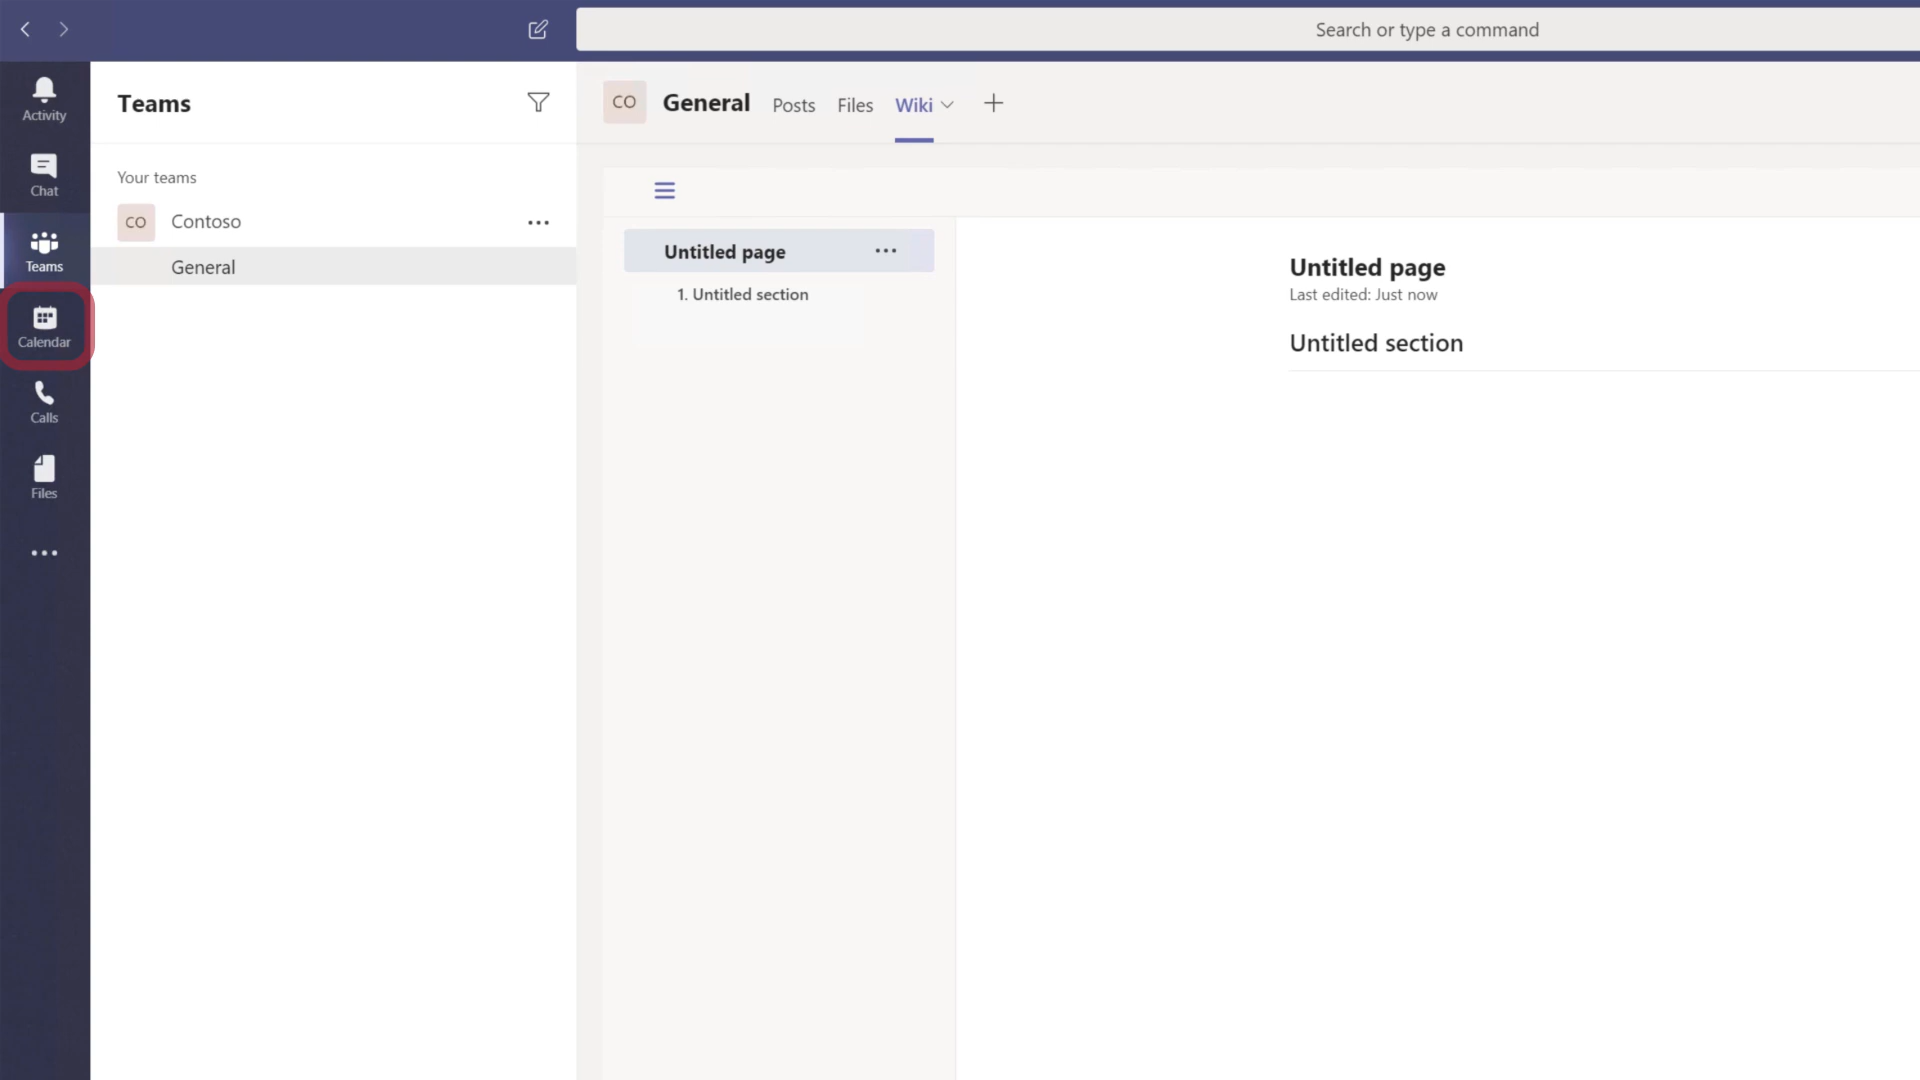 Search or type a command
Activity
Chat
Teams
Calendar
Calls
Files
Teams
Your teams
CO Contoso
General
CO General Posts Files Wiki
Untitled page
1. Untitled section
Untitled page
Last edited: Just now
Untitled section